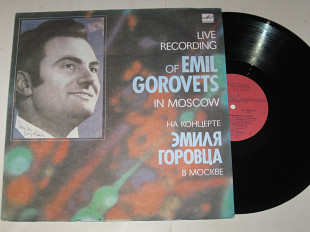 LIVE
RECORDING
OF EMIL
GOROVETS
IN MOSCOW
НА КОНЦЕРТЕ
ЭМИЛЯ
ГОРОВЦА
В МОСКВЕ